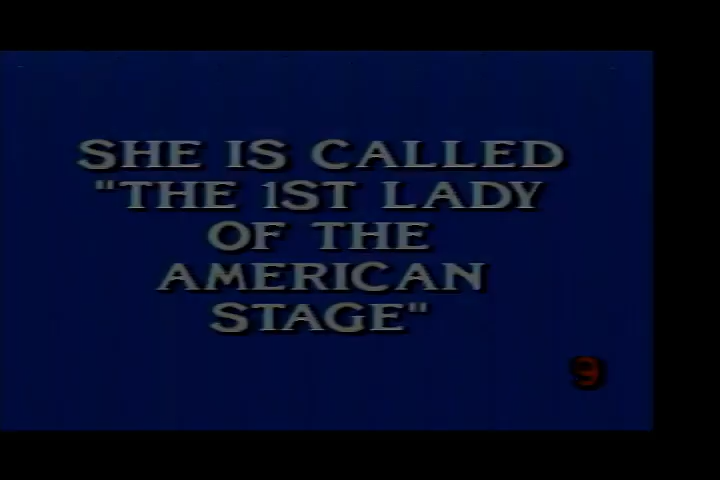 SHE IS CALLED
"THE 1ST LADY
OF THE
AMERICAN
STAGE"
9